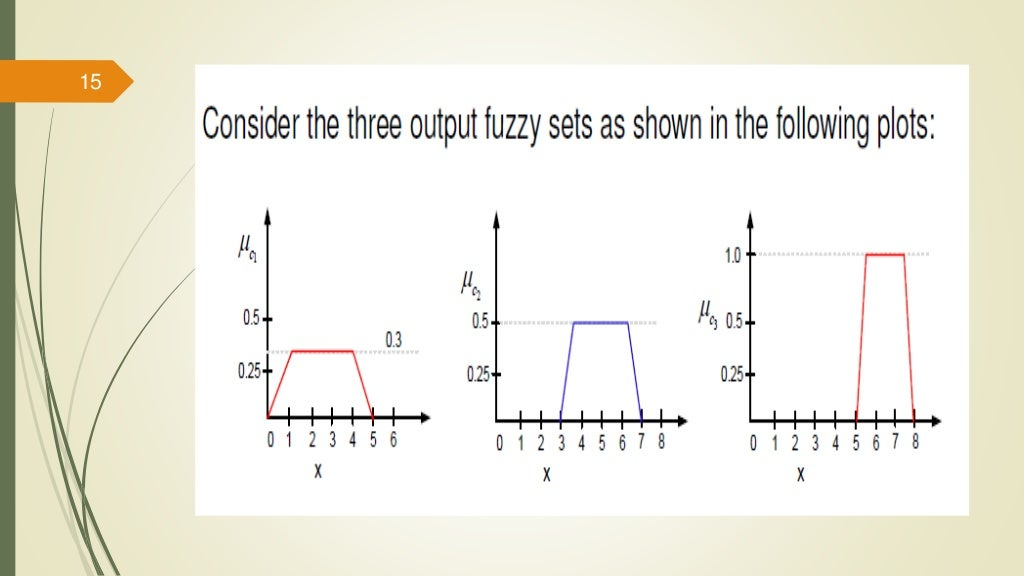 15
Consider the three output fuzzy sets as shown in the following plots:
μc1
0.5
0.3
0.25
0 1 2 3 4 5 6
x
μc2
0.5
0.25
0 1 2 3 4 5 6 7 8
x
1.0
μc3 0.5
0.25
0 1 2 3 4 5 6 7 8
x